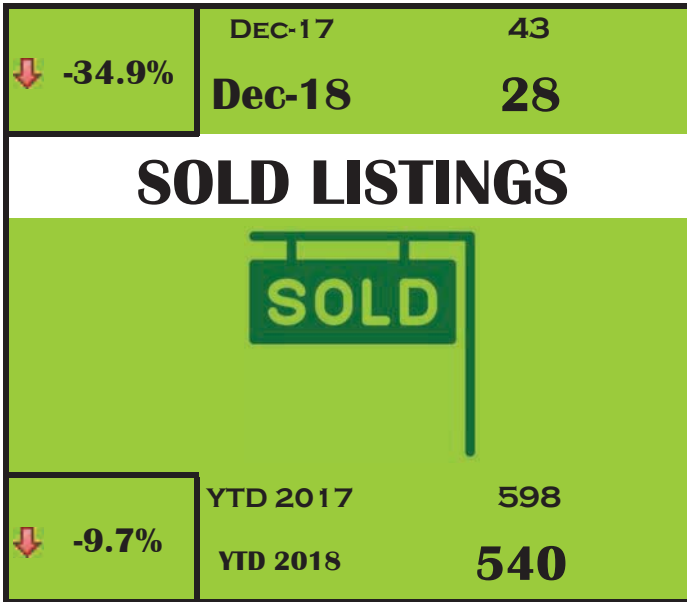 DEC-17 43
-34.9%
Dec-18 28
SOLD LISTINGS
SOLD
YTD 2017 598
-9.7%
YTD 2018 540